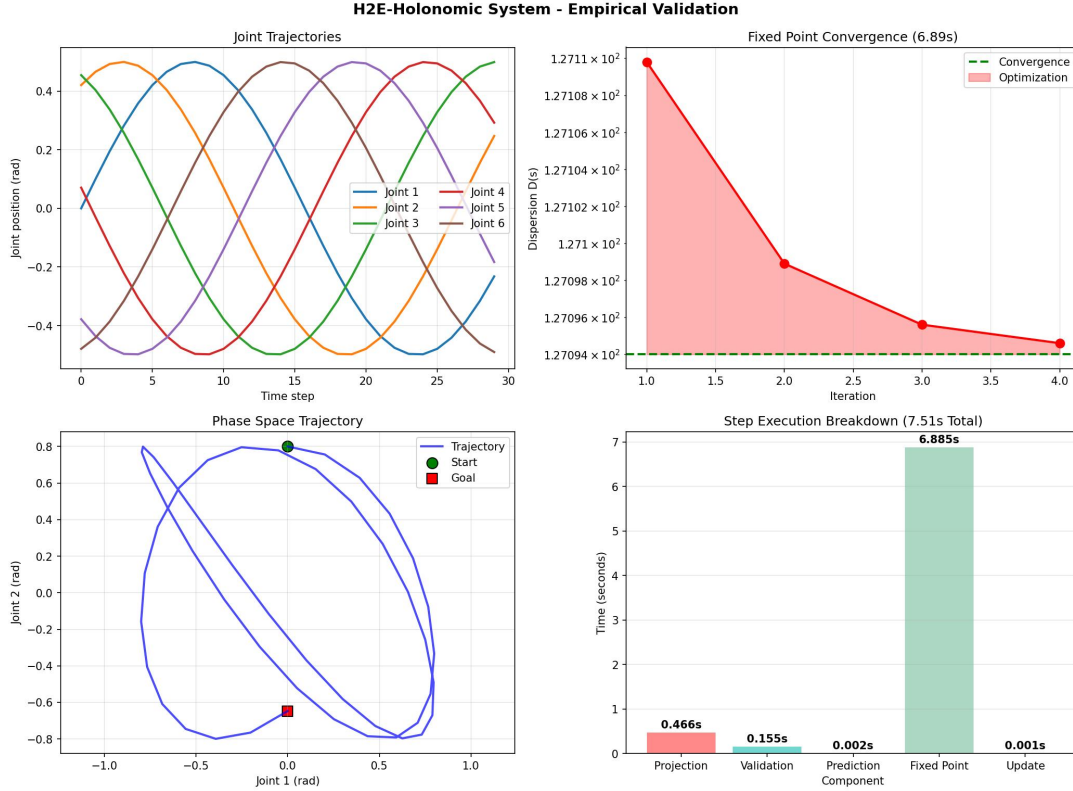 H2E-Holonomic System - Empirical Validation
Joint Trajectories
Joint position (rad)
0.4
0.2
0.0
−0.2
−0.4
Joint 1 Joint 4
Joint 2 Joint 5
Joint 3 Joint 6
0 5 10 15 20 25 30
Time step
Fixed Point Convergence (6.89s)
Dispersion D(s)
1.2711 × 10²
1.27108 × 10²
1.27106 × 10²
1.27104 × 10²
1.27102 × 10²
1.271 × 10²
1.27098 × 10²
1.27096 × 10²
1.27094 × 10²
Convergence
Optimization
1.0 1.5 2.0 2.5 3.0 3.5 4.0
Iteration
Phase Space Trajectory
Joint 2 (rad)
0.8
0.6
0.4
0.2
0.0
−0.2
−0.4
−0.6
−0.8
Trajectory
Start
Goal
−1.0 −0.5 0.0 0.5 1.0
Joint 1 (rad)
Step Execution Breakdown (7.51s Total)
Time (seconds)
7
6
5
4
3
2
1
0
0.466s
0.155s
0.002s
6.885s
0.001s
Projection Validation Prediction Fixed Point Update
Component